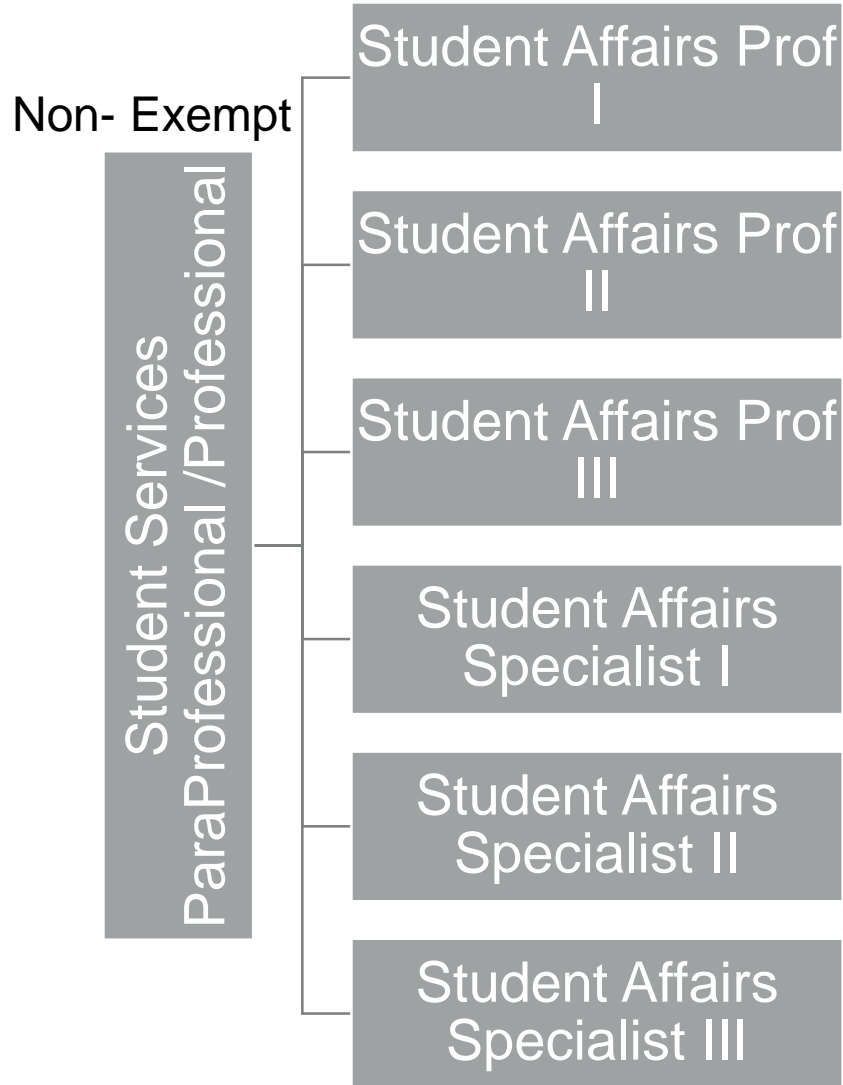 Non- Exempt
Student Services
ParaProfessional /Professional
Student Affairs Prof
I
Student Affairs Prof
II
Student Affairs Prof
III
Student Affairs
Specialist I
Student Affairs
Specialist II
Student Affairs
Specialist III